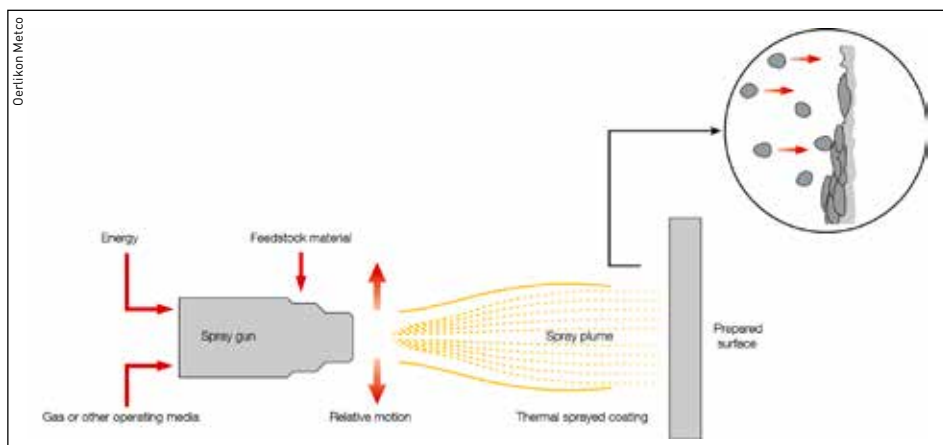 Oerlikon Metco
Energy
Feedstock material
Spray gun
Spray plume
Prepared
surface
Gas or other operating media
Relative motion
Thermal sprayed coating